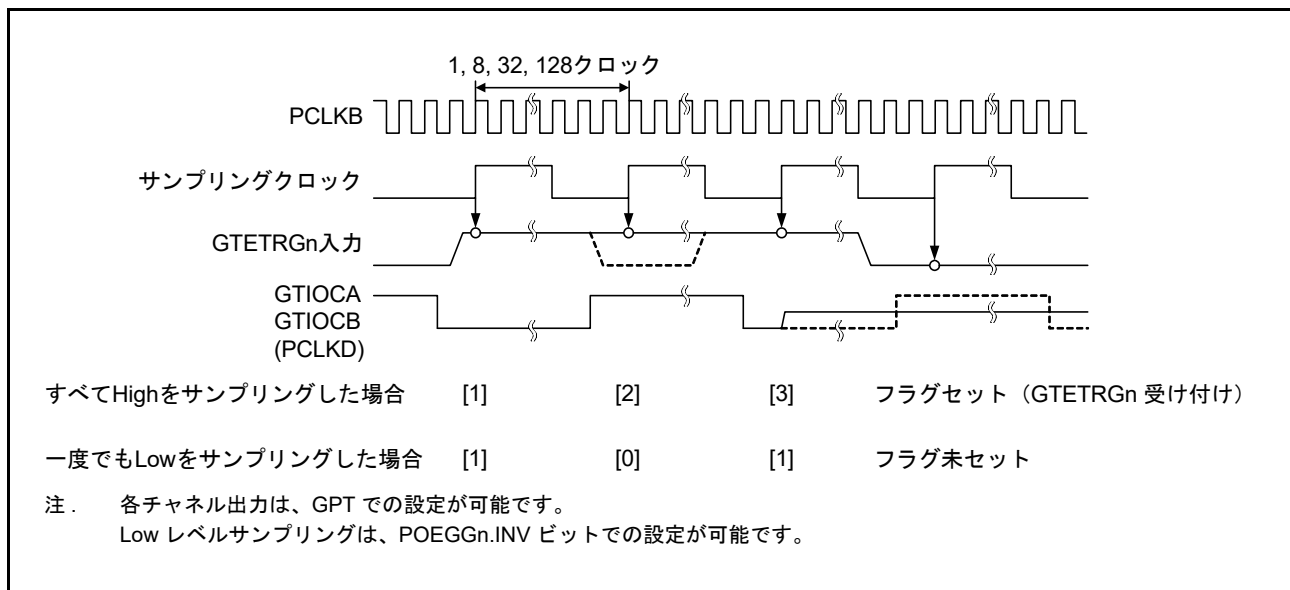 1, 8, 32, 128クロック
PCLKB
サンプリングクロック
GTETRGn入力
GTIOCA
GTIOCB
(PCLKD)
すべてHighをサンプリングした場合 [1] [2] [3] フラグセット（GTETRGn 受け付け）
一度でもLowをサンプリングした場合 [1] [0] [1] フラグ未セット
注 . 各チャネル出力は、GPT での設定が可能です。
Low レベルサンプリングは、POEGGn.INV ビットでの設定が可能です。